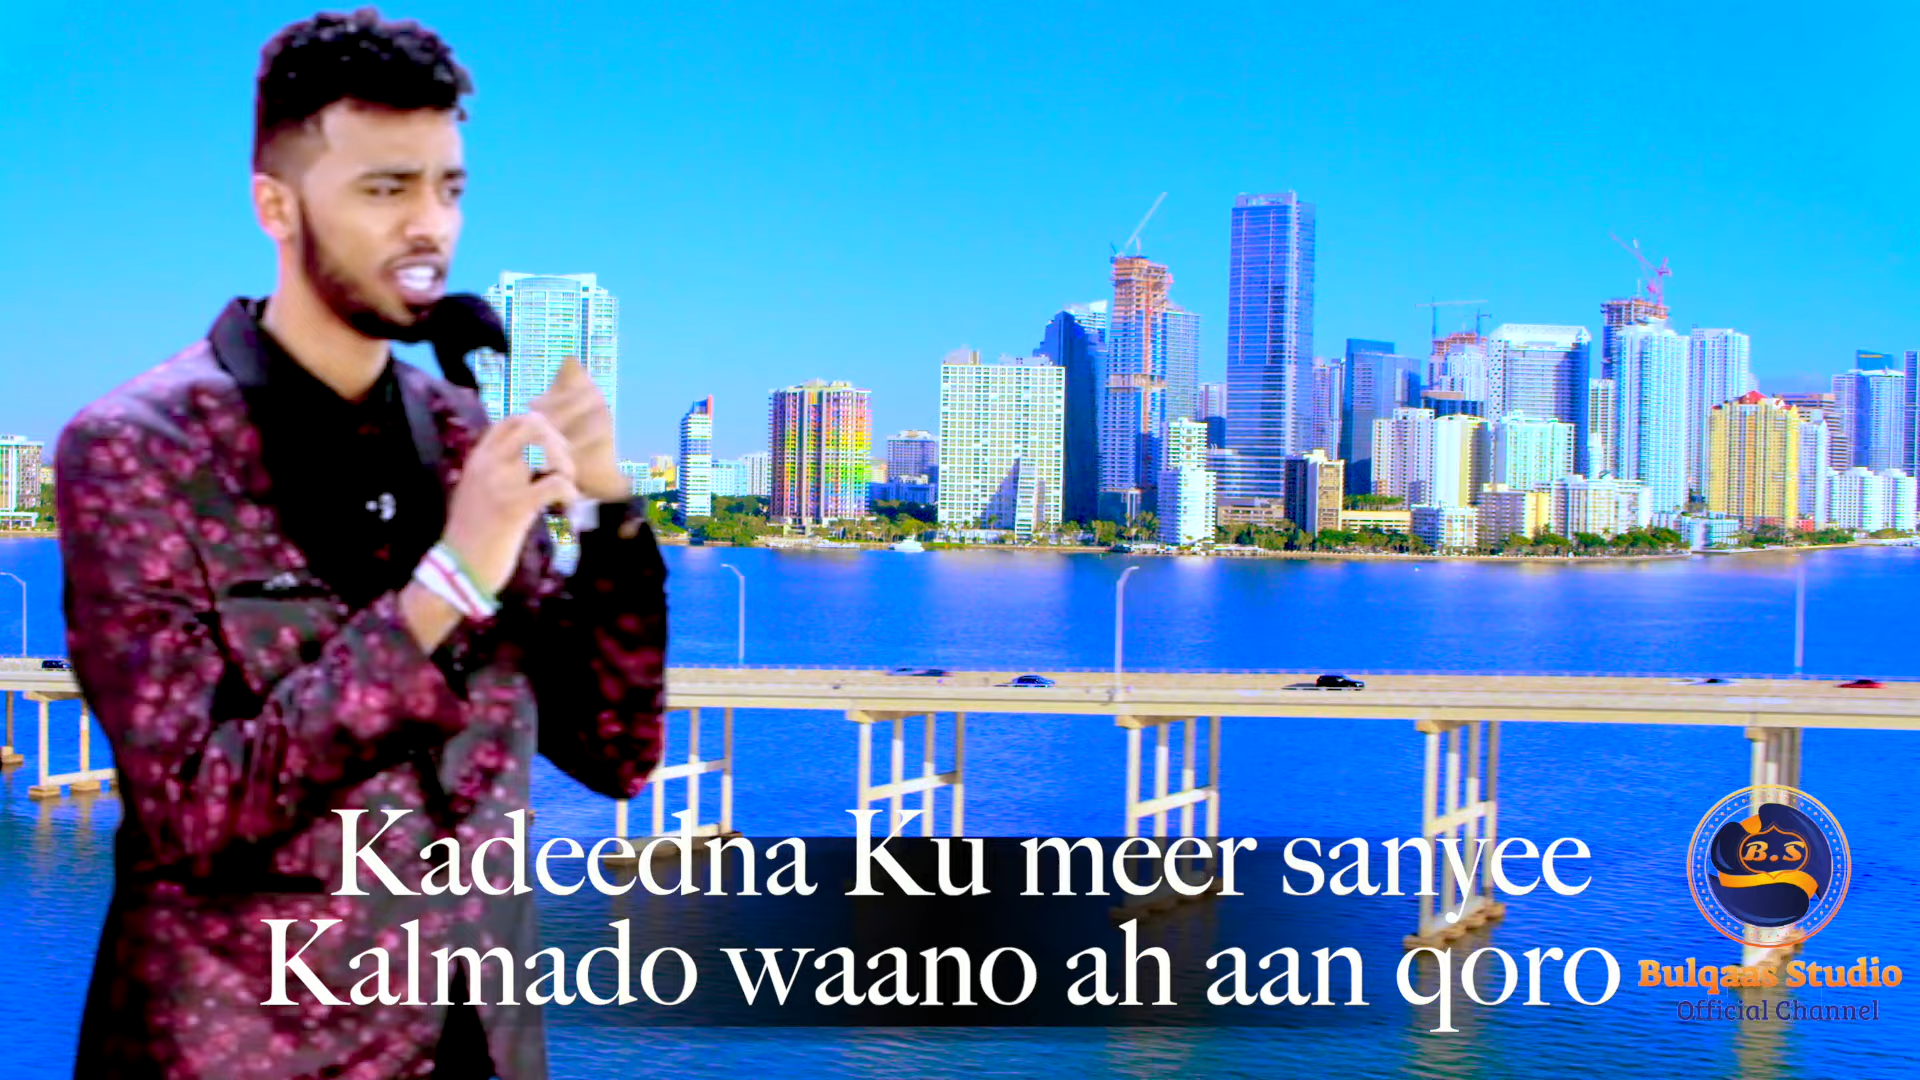 Kadeedna Ku meer sanyee
Kalmado waano ah aan qoro
B.S
Bulqaas Studio
Official Channel